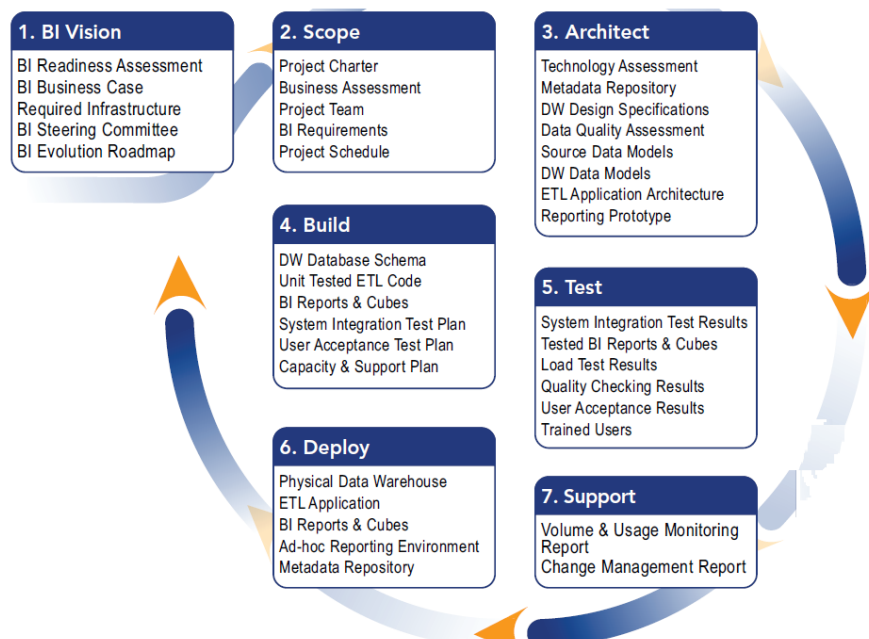 1. BI Vision
BI Readiness Assessment
BI Business Case
Required Infrastructure
BI Steering Committee
BI Evolution Roadmap
2. Scope
Project Charter
Business Assessment
Project Team
BI Requirements
Project Schedule
3. Architect
Technology Assessment
Metadata Repository
DW Design Specifications
Data Quality Assessment
Source Data Models
DW Data Models
ETL Application Architecture
Reporting Prototype
4. Build
DW Database Schema
Unit Tested ETL Code
BI Reports & Cubes
System Integration Test Plan
User Acceptance Test Plan
Capacity & Support Plan
5. Test
System Integration Test Results
Tested BI Reports & Cubes
Load Test Results
Quality Checking Results
User Acceptance Results
Trained Users
6. Deploy
Physical Data Warehouse
ETL Application
BI Reports & Cubes
Ad-hoc Reporting Environment
Metadata Repository
7. Support
Volume & Usage Monitoring
Report
Change Management Report